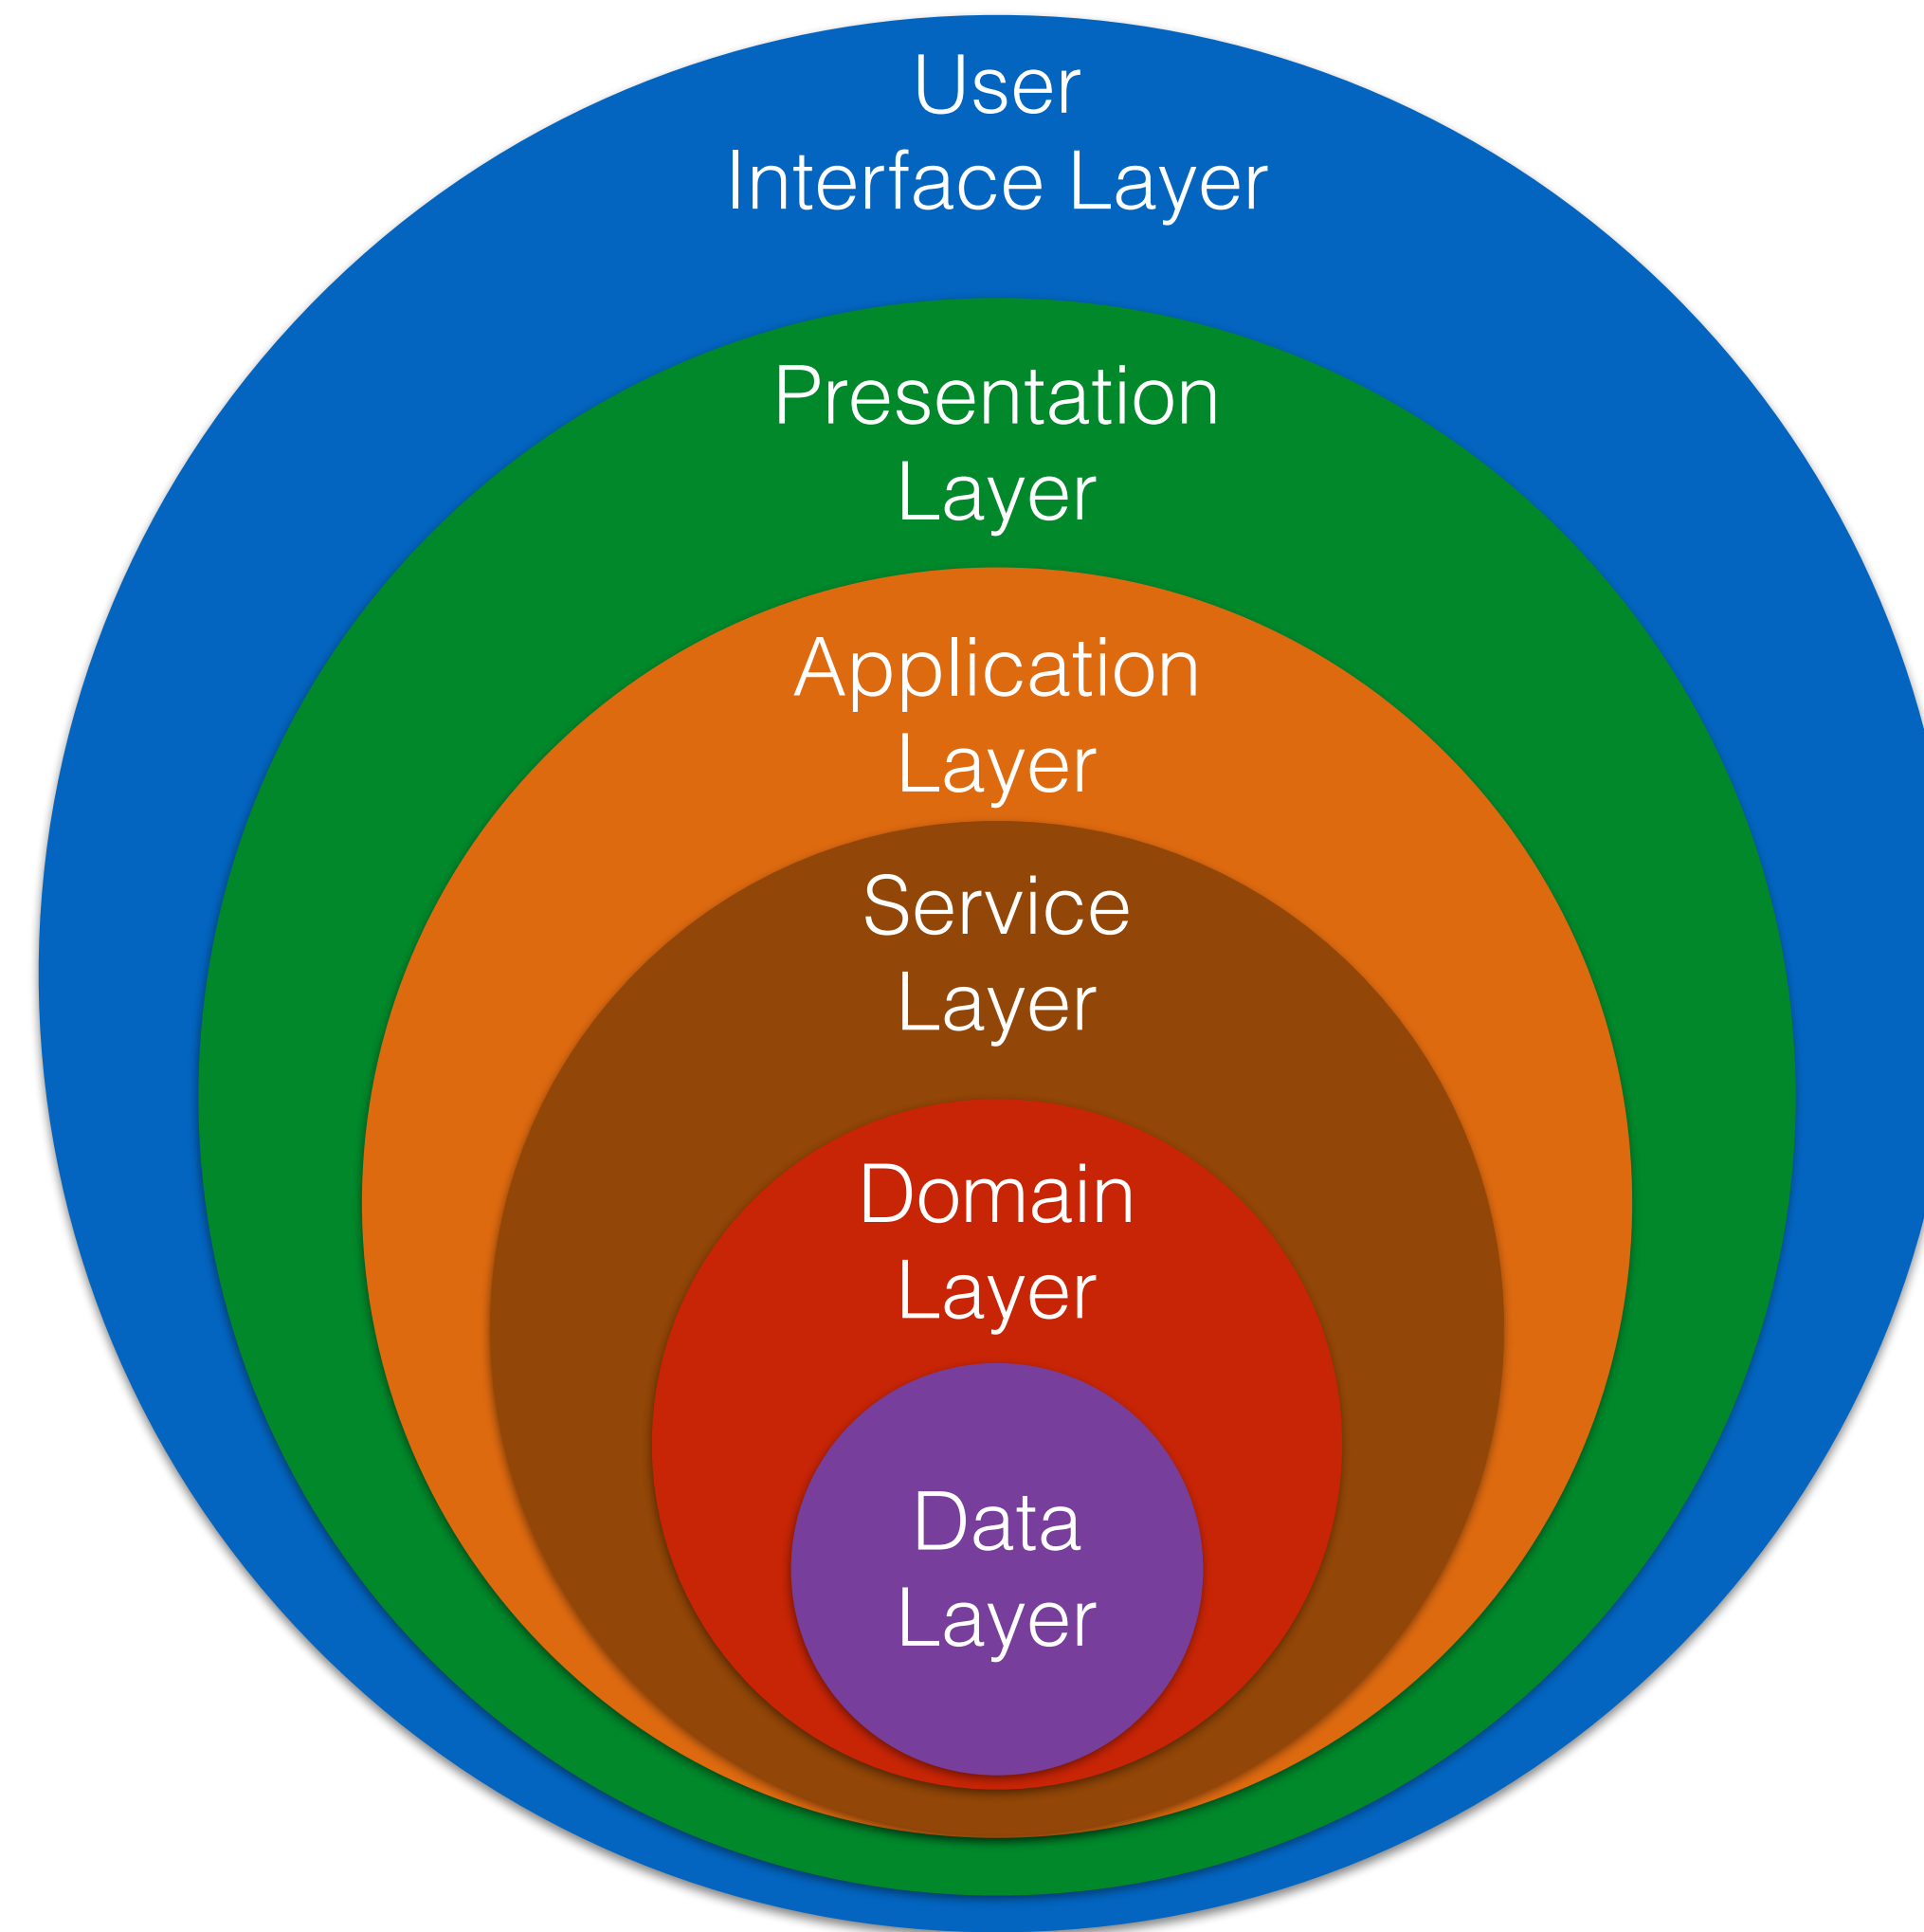 User
Interface Layer
Presentation
Layer
Application
Layer
Service
Layer
Domain
Layer
Data
Layer